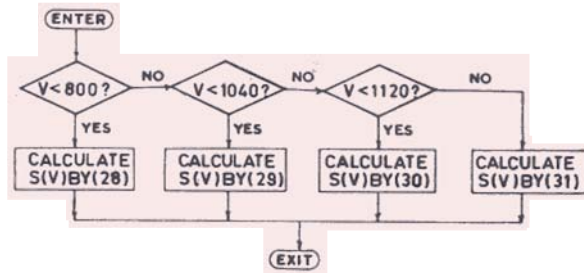 ENTER
V<800?
NO
V<1040?
NO
V<1120?
NO
YES
YES
YES
CALCULATE
S(V)BY(28)
CALCULATE
S(V)BY(29)
CALCULATE
S(V)BY(30)
CALCULATE
S(V)BY(31)
EXIT